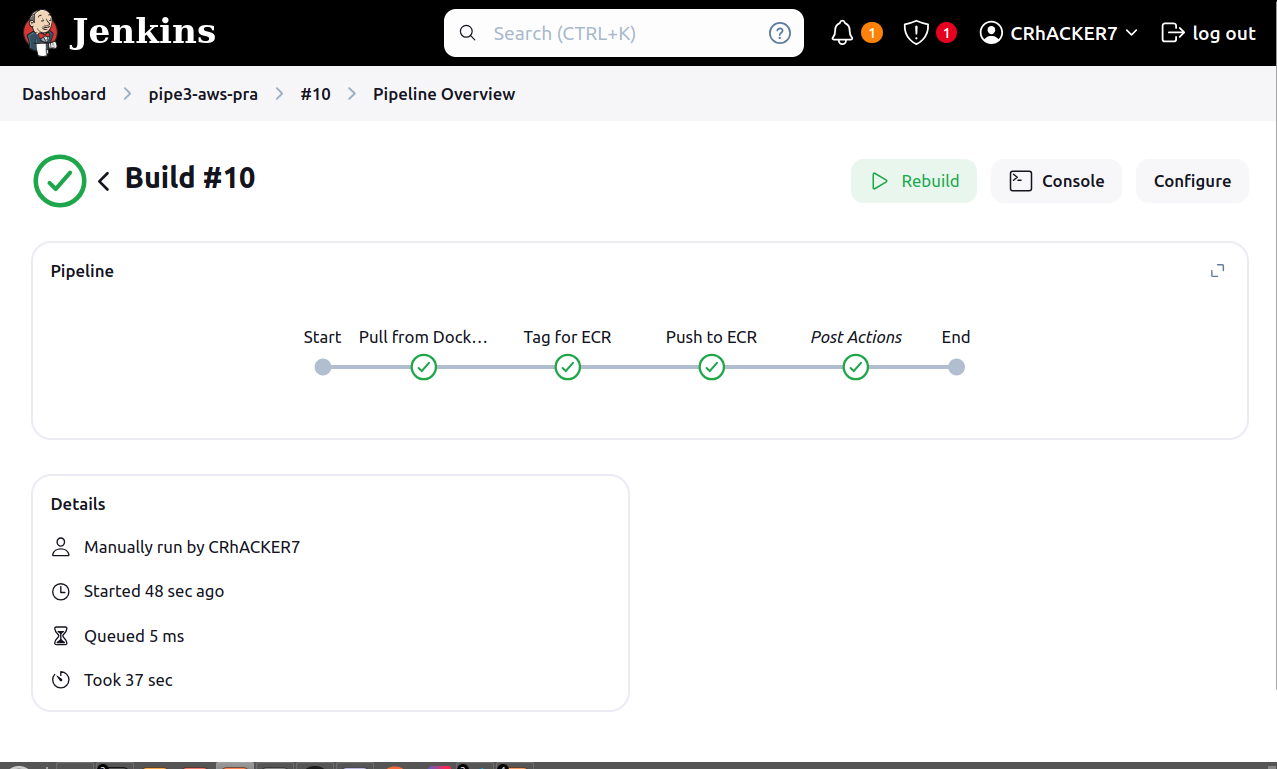 Jenkins
Search (CTRL+K)
?
1
1
CRhACKER7
log out
Dashboard > pipe3-aws-pra > #10 > Pipeline Overview
Build #10
Rebuild
Console
Configure
Pipeline
Start Pull from Dock... Tag for ECR Push to ECR Post Actions End
Details
Manually run by CRhACKER7
Started 48 sec ago
Queued 5 ms
Took 37 sec